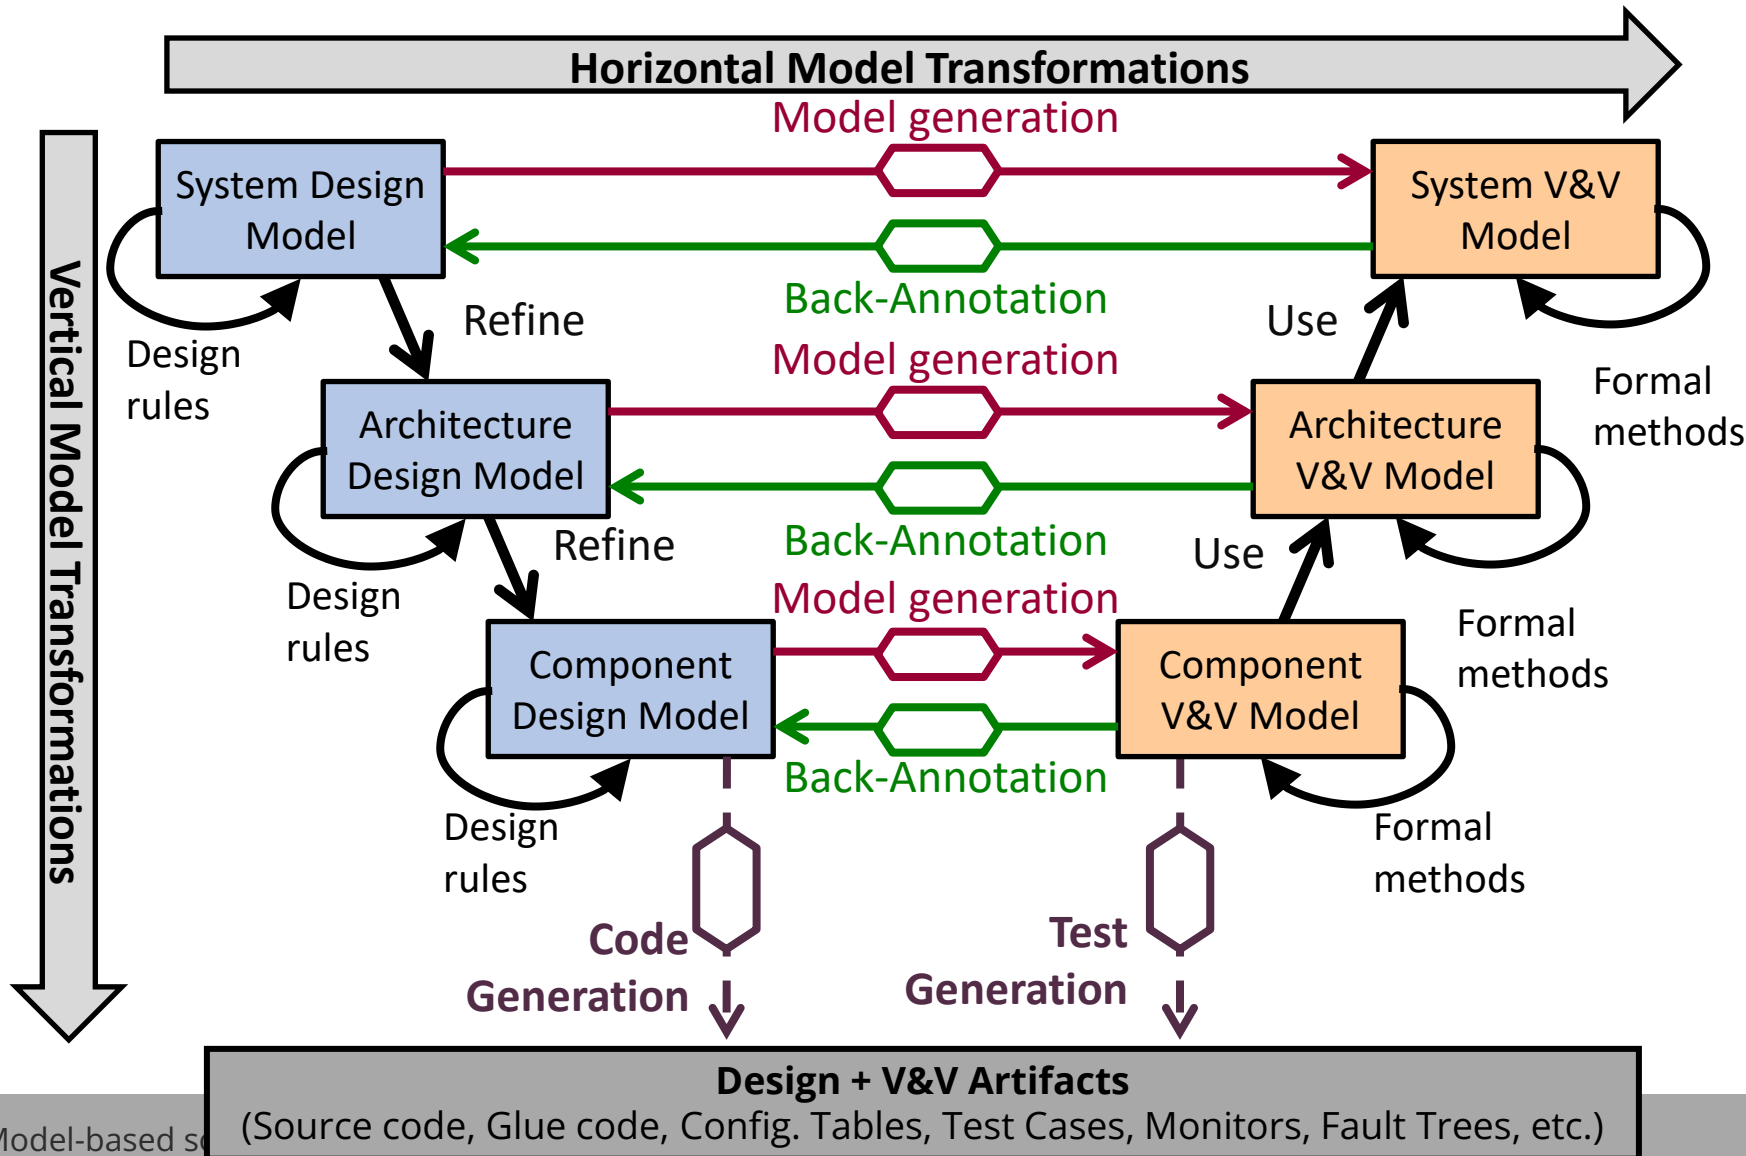 Horizontal Model Transformations
Model generation
System Design
Model
System V&V
Model
Back-Annotation
Refine
Use
Design
rules
Formal
methods
Vertical Model Transformations
Model generation
Architecture
Design Model
Architecture
V&V Model
Back-Annotation
Refine
Use
Design
rules
Formal
methods
Model generation
Component
Design Model
Component
V&V Model
Back-Annotation
Design
rules
Formal
methods
Code
Generation
Test
Generation
Design + V&V Artifacts
(Source code, Glue code, Config. Tables, Test Cases, Monitors, Fault Trees, etc.)
Model-based